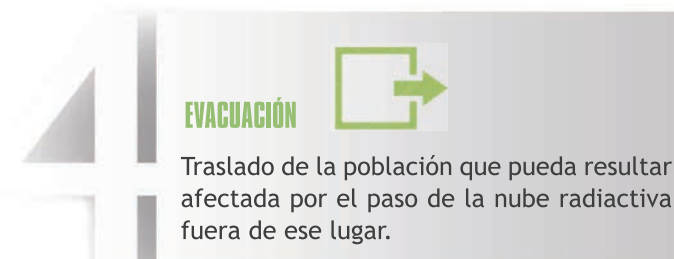 4
EVACUACIÓN
Traslado de la población que pueda resultar
afectada por el paso de la nube radiactiva
fuera de ese lugar.